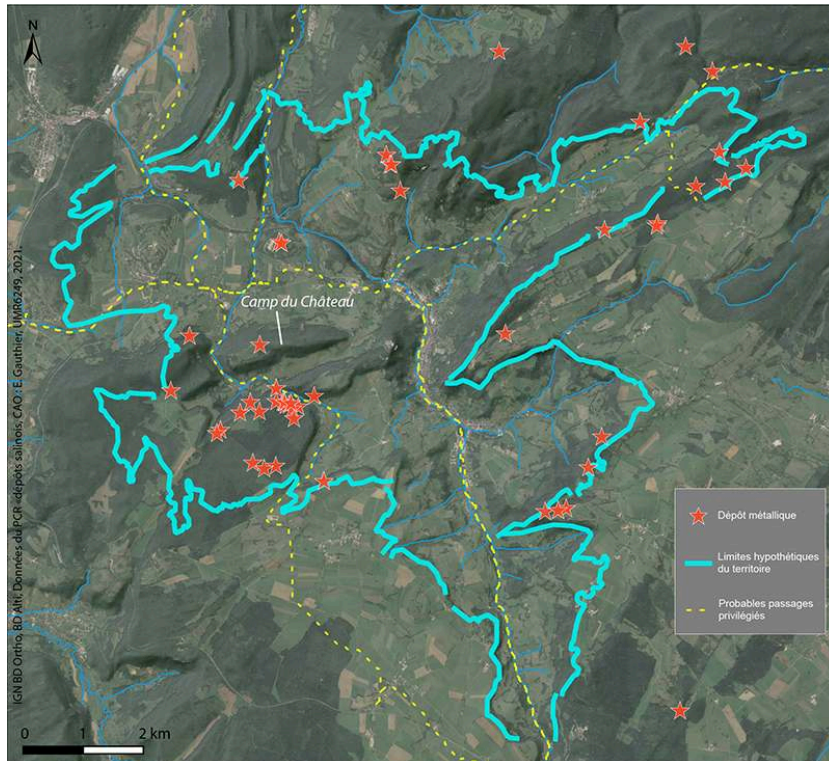 N
Camp du Château
IGN BD Ortho, BD Alti, Données du PCR «dépôts salinois, CAO : E. Gauthier, UMR6249, 2021,
Dépôt métallique
Limites hypothétiques
du territoire
Probables passages
privilégiés
0 1 2 km